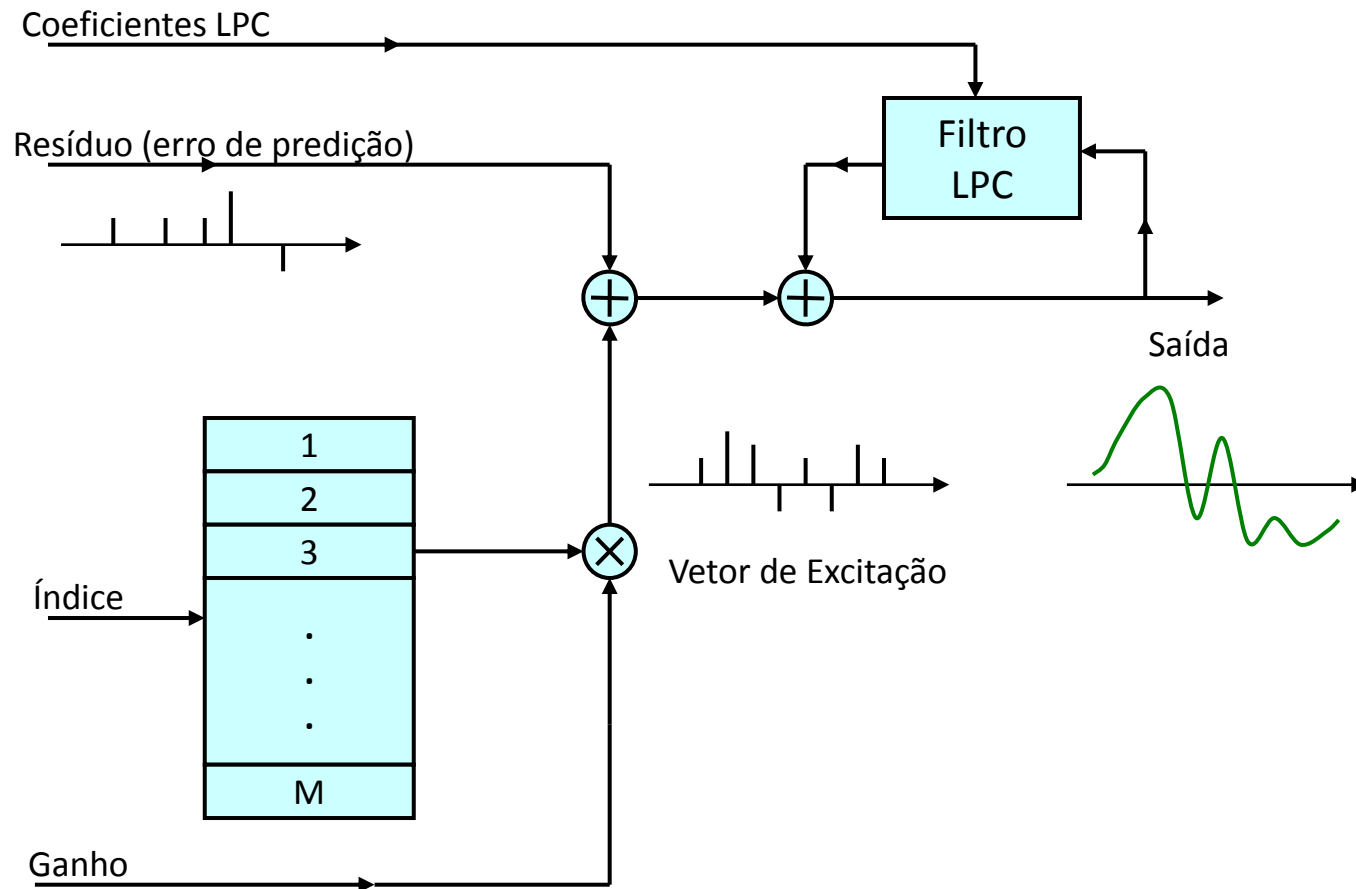 Coeficientes LPC
Resíduo (erro de predição)
Filtro
LPC
Saída
1
2
3
.
.
.
M
Índice
Vetor de Excitação
Ganho